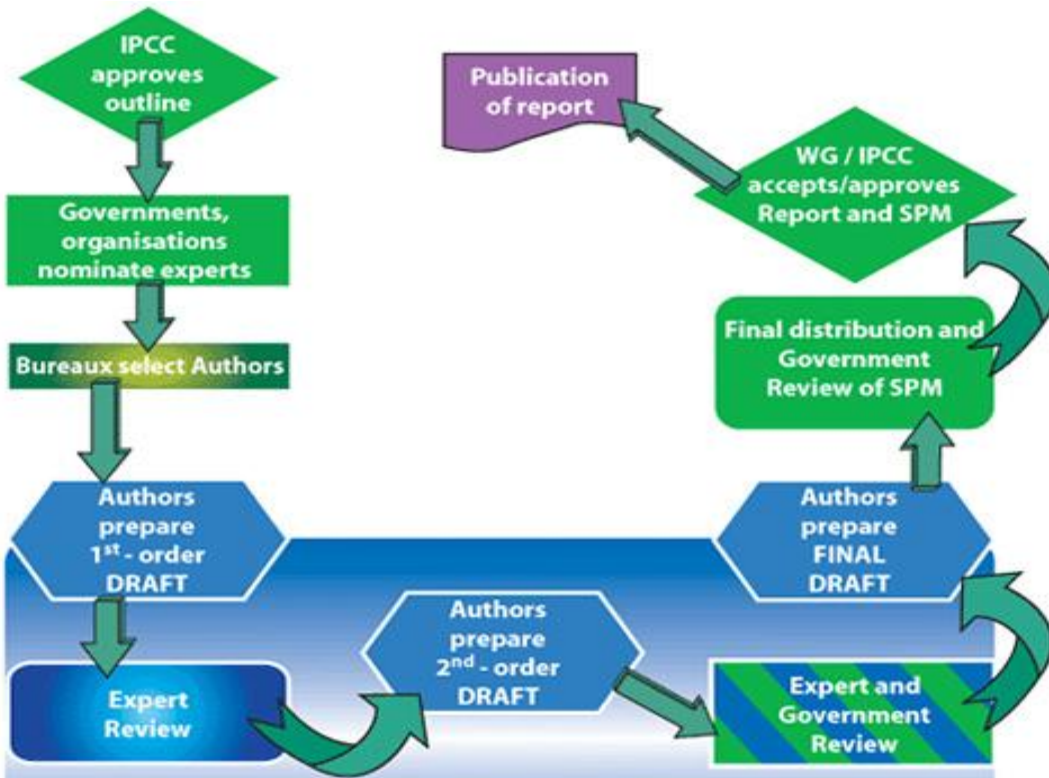 IPCC
approves
outline
Governments,
organisations
nominate experts
Bureaux select Authors
Authors
prepare
1st - order
DRAFT
Expert
Review
Authors
prepare
2nd - order
DRAFT
Expert and
Government
Review
Authors
prepare
FINAL
DRAFT
Final distribution and
Government
Review of SPM
WG / IPCC
accepts/approves
Report and SPM
Publication
of report